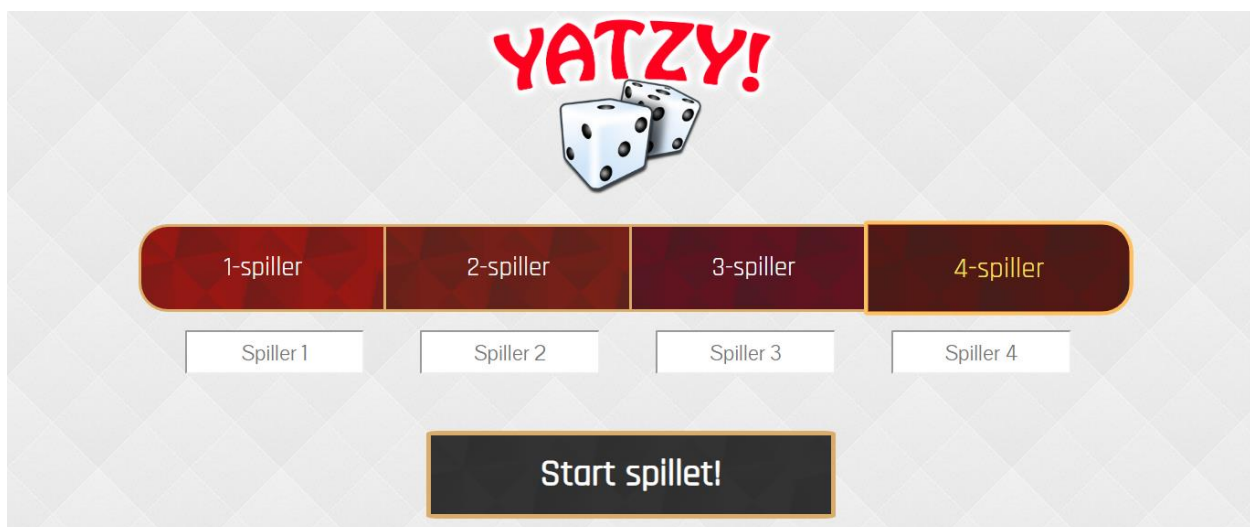 YATZY!
1-spiller 2-spiller 3-spiller 4-spiller
Spiller 1 Spiller 2 Spiller 3 Spiller 4
Start spillet!